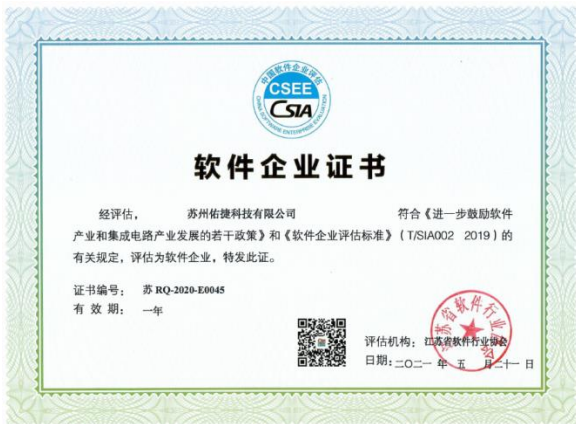 中国软件企业评估
CSEE
CSIA
CHINA SOFTWARE ENTERPRISE EVALUATION
软件企业证书
经评估， 苏州佑捷科技有限公司 符合《进一步鼓励软件
产业和集成电路产业发展的若干政策》和《软件企业评估标准》（T/SIA002 2019）的
有关规定，评估为软件企业，特发此证。
证书编号： 苏 RQ-2020-E0045
有 效 期： 一年
江苏省软件行业协会
评估机构： 江苏省软件行业协会
日期：二〇二一 年 五 月 二十一 日